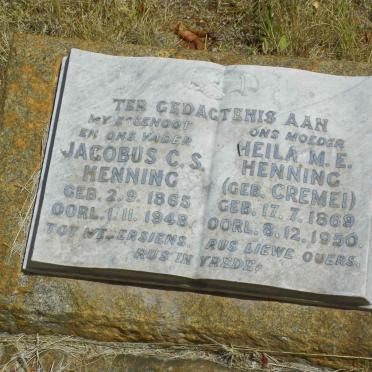 TER GEDAGTENIS AAN
MY EGGENOOT
EN ONS VADER
JACOBUS C. S.
HENNING
GEB. 2. 9. 1865
OORL. 1. 11. 1948.
TOT WEDERSIENS.
ONS MOEDER
HEILA M. E.
HENNING
(GEB. CREMEI)
GEB. 17. 7. 1869
OORL. 8. 12. 1950.
RUS LIEWE OUERS.
RUS IN VREDE.